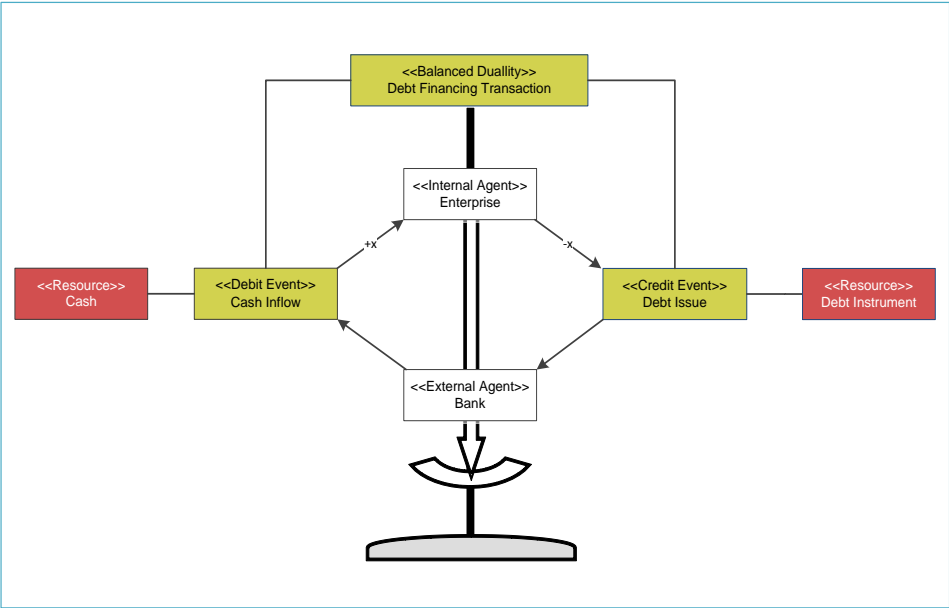 <<Balanced Duallity>>
Debt Financing Transaction
<<Internal Agent>>
Enterprise
+x
-x
<<Resource>>
Cash
<<Debit Event>>
Cash Inflow
<<Credit Event>>
Debt Issue
<<Resource>>
Debt Instrument
<<External Agent>>
Bank